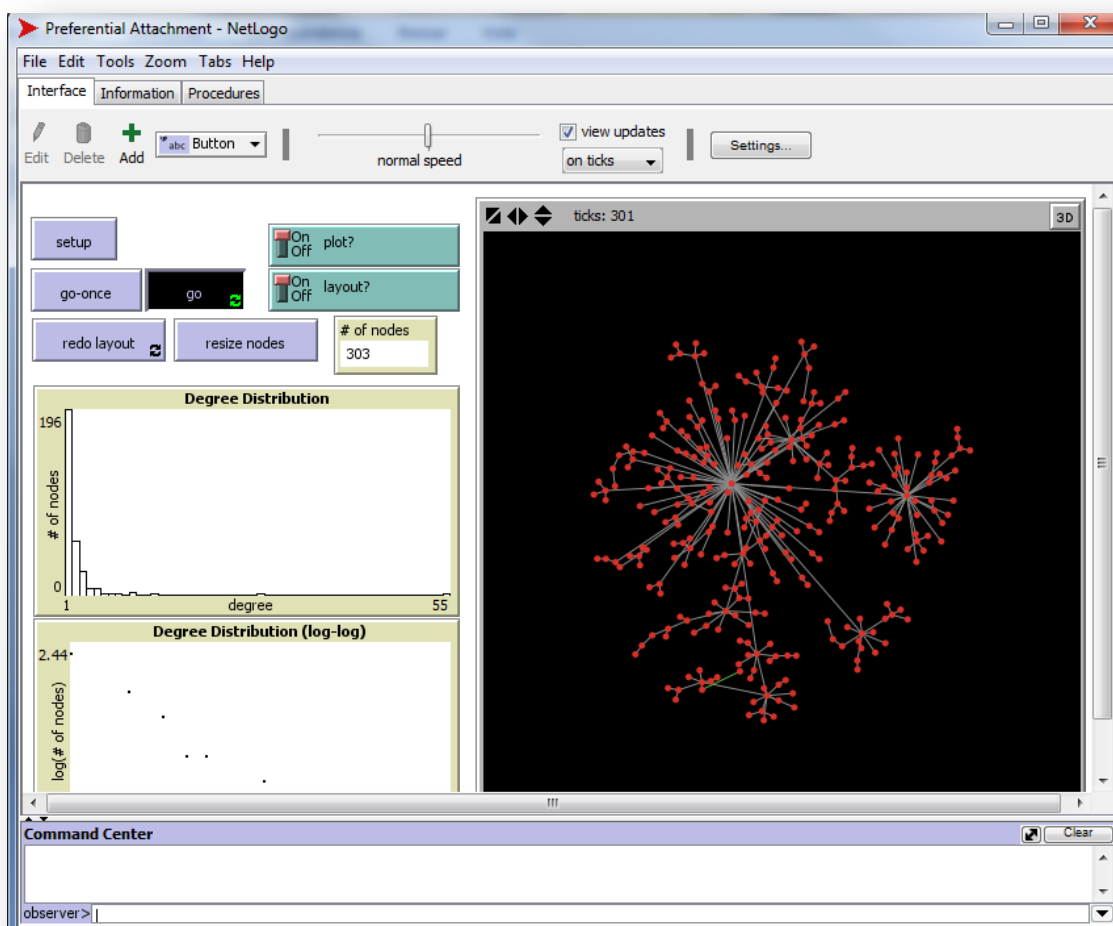 Preferential Attachment - NetLogo
File Edit Tools Zoom Tabs Help
Interface Information Procedures
Edit Delete Add abc Button normal speed view updates on ticks Settings...
setup
On Off plot?
go-once go
On Off layout?
redo layout resize nodes
# of nodes
303
ticks: 301 3D
Degree Distribution
196
# of nodes
0
1 degree 55
Degree Distribution (log-log)
2.44
log(# of nodes)
Command Center Clear
observer>